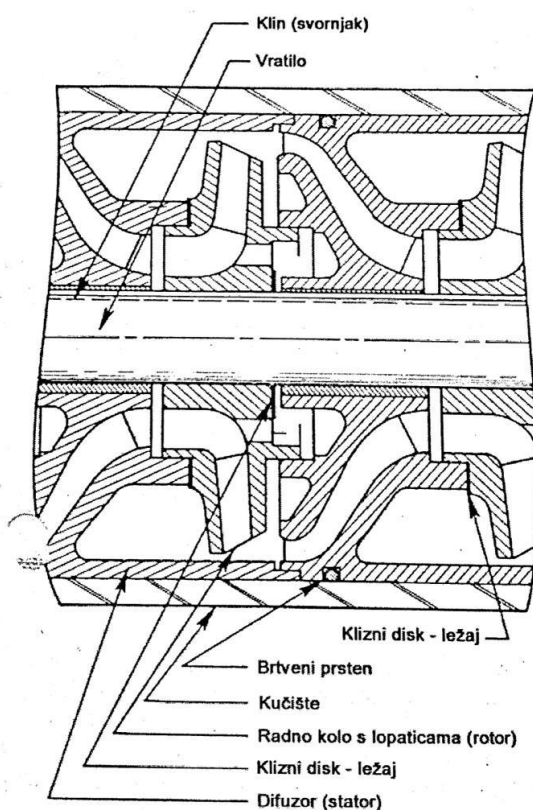 Klin (svornjak)
Vratilo
Klizni disk - ležaj
Brtveni prsten
Kučište
Radno kolo s lopaticama (rotor)
Klizni disk - ležaj
Difuzor (stator)